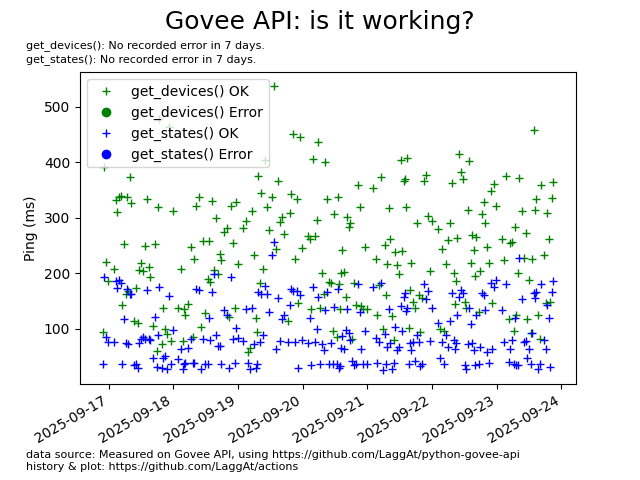 Govee API: is it working?
get_devices(): No recorded error in 7 days.
get_states(): No recorded error in 7 days.
get_devices() OK
get_devices() Error
get_states() OK
get_states() Error
Ping (ms)
500
400
300
200
100
2025-09-17
2025-09-18
2025-09-19
2025-09-20
2025-09-21
2025-09-22
2025-09-23
2025-09-24
data source: Measured on Govee API, using https://github.com/LaggAt/python-govee-api
history & plot: https://github.com/LaggAt/actions